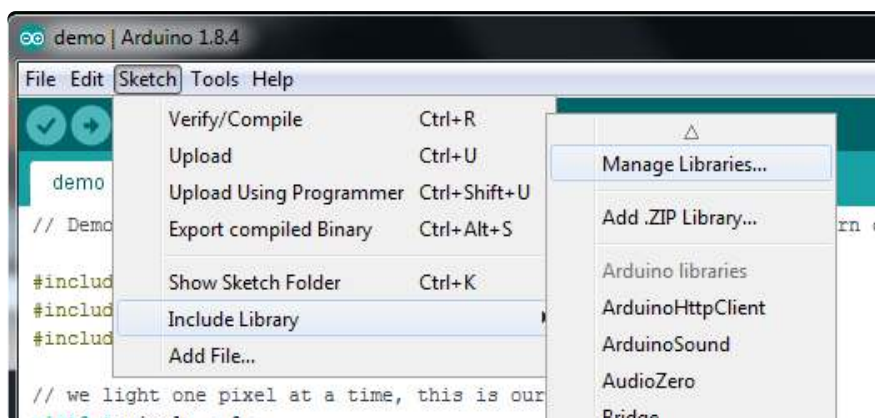 demo | Arduino 1.8.4
File Edit Sketch Tools Help
Verify/Compile Ctrl+R
Upload Ctrl+U
Upload Using Programmer Ctrl+Shift+U
Export compiled Binary Ctrl+Alt+S
Show Sketch Folder Ctrl+K
Include Library
Add File...
Manage Libraries...
Add .ZIP Library...
Arduino libraries
ArduinoHttpClient
ArduinoSound
AudioZero
Bridge
demo
// Demo
#includ
#includ
#includ
// we light one pixel at a time, this is our